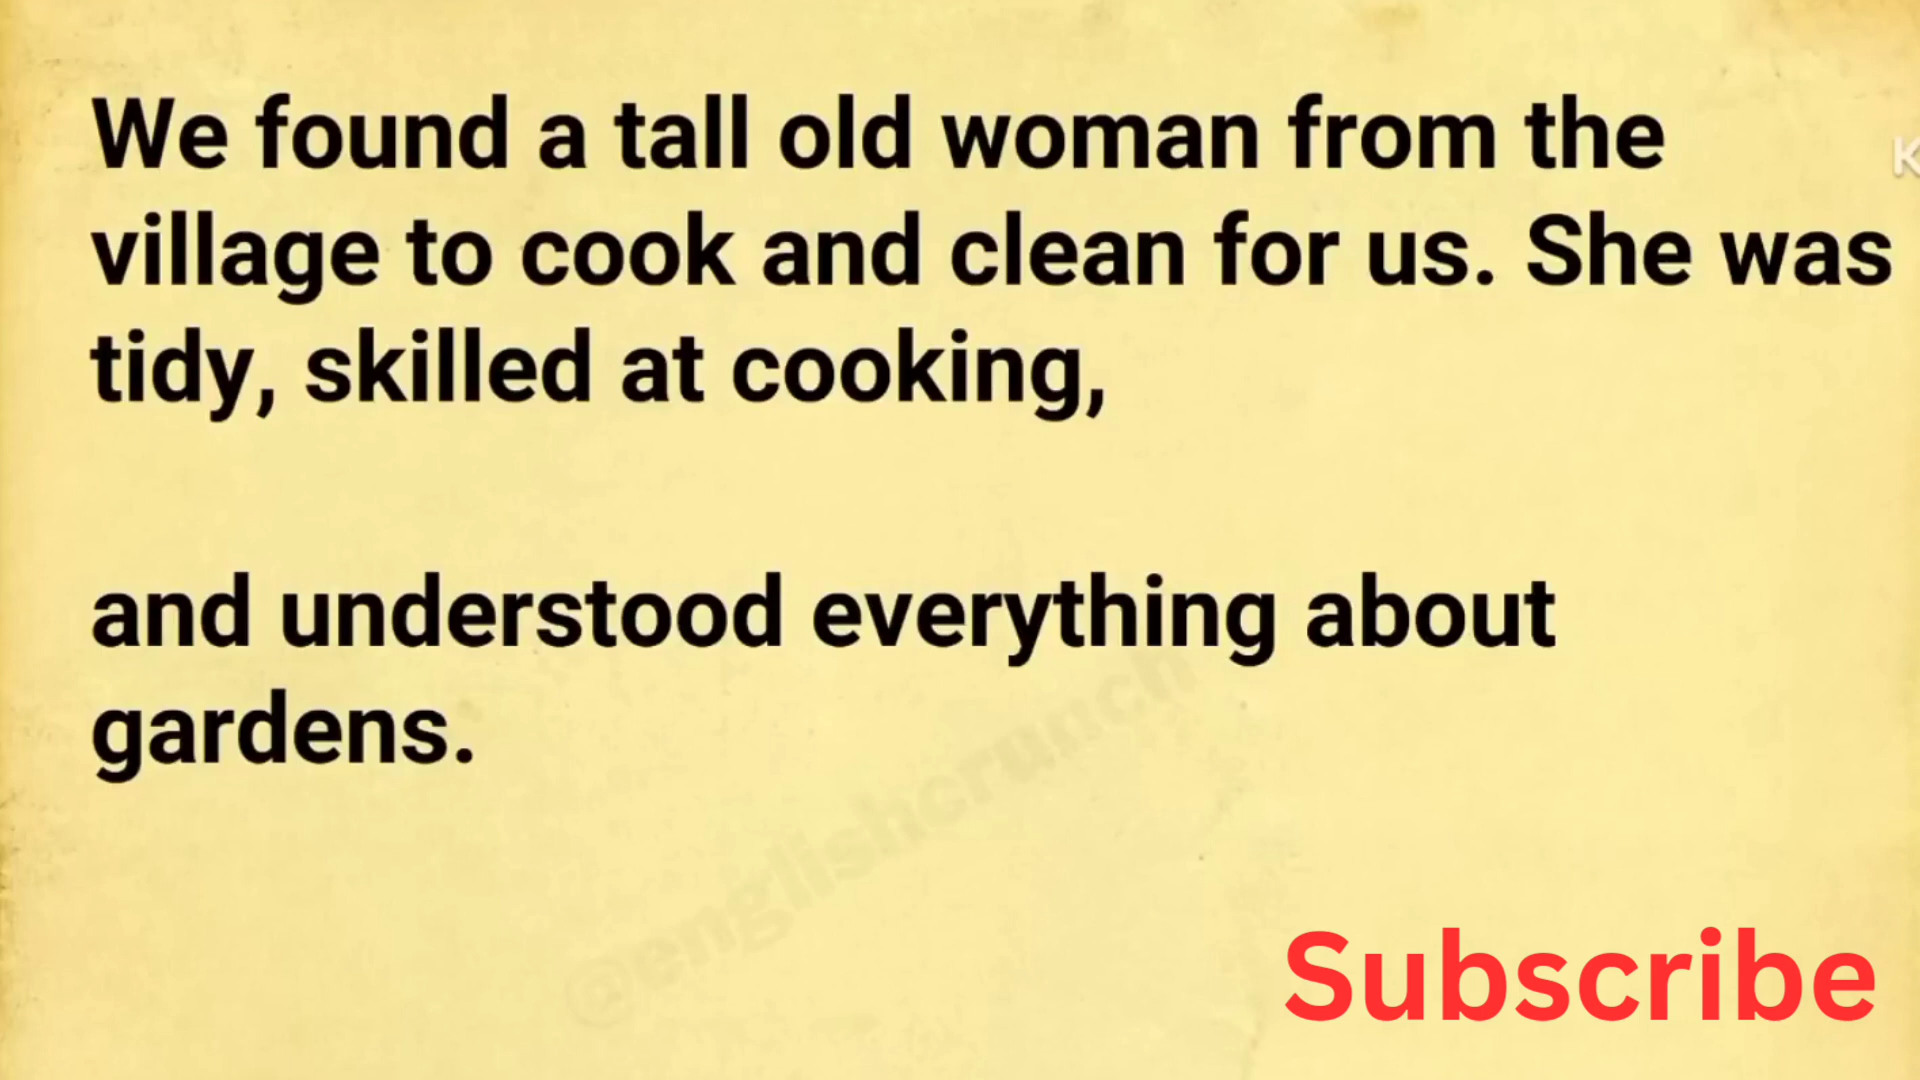 We found a tall old woman from the
K
village to cook and clean for us. She was
tidy, skilled at cooking,
and understood everything about
gardens.
@englishcrunch
Subscribe